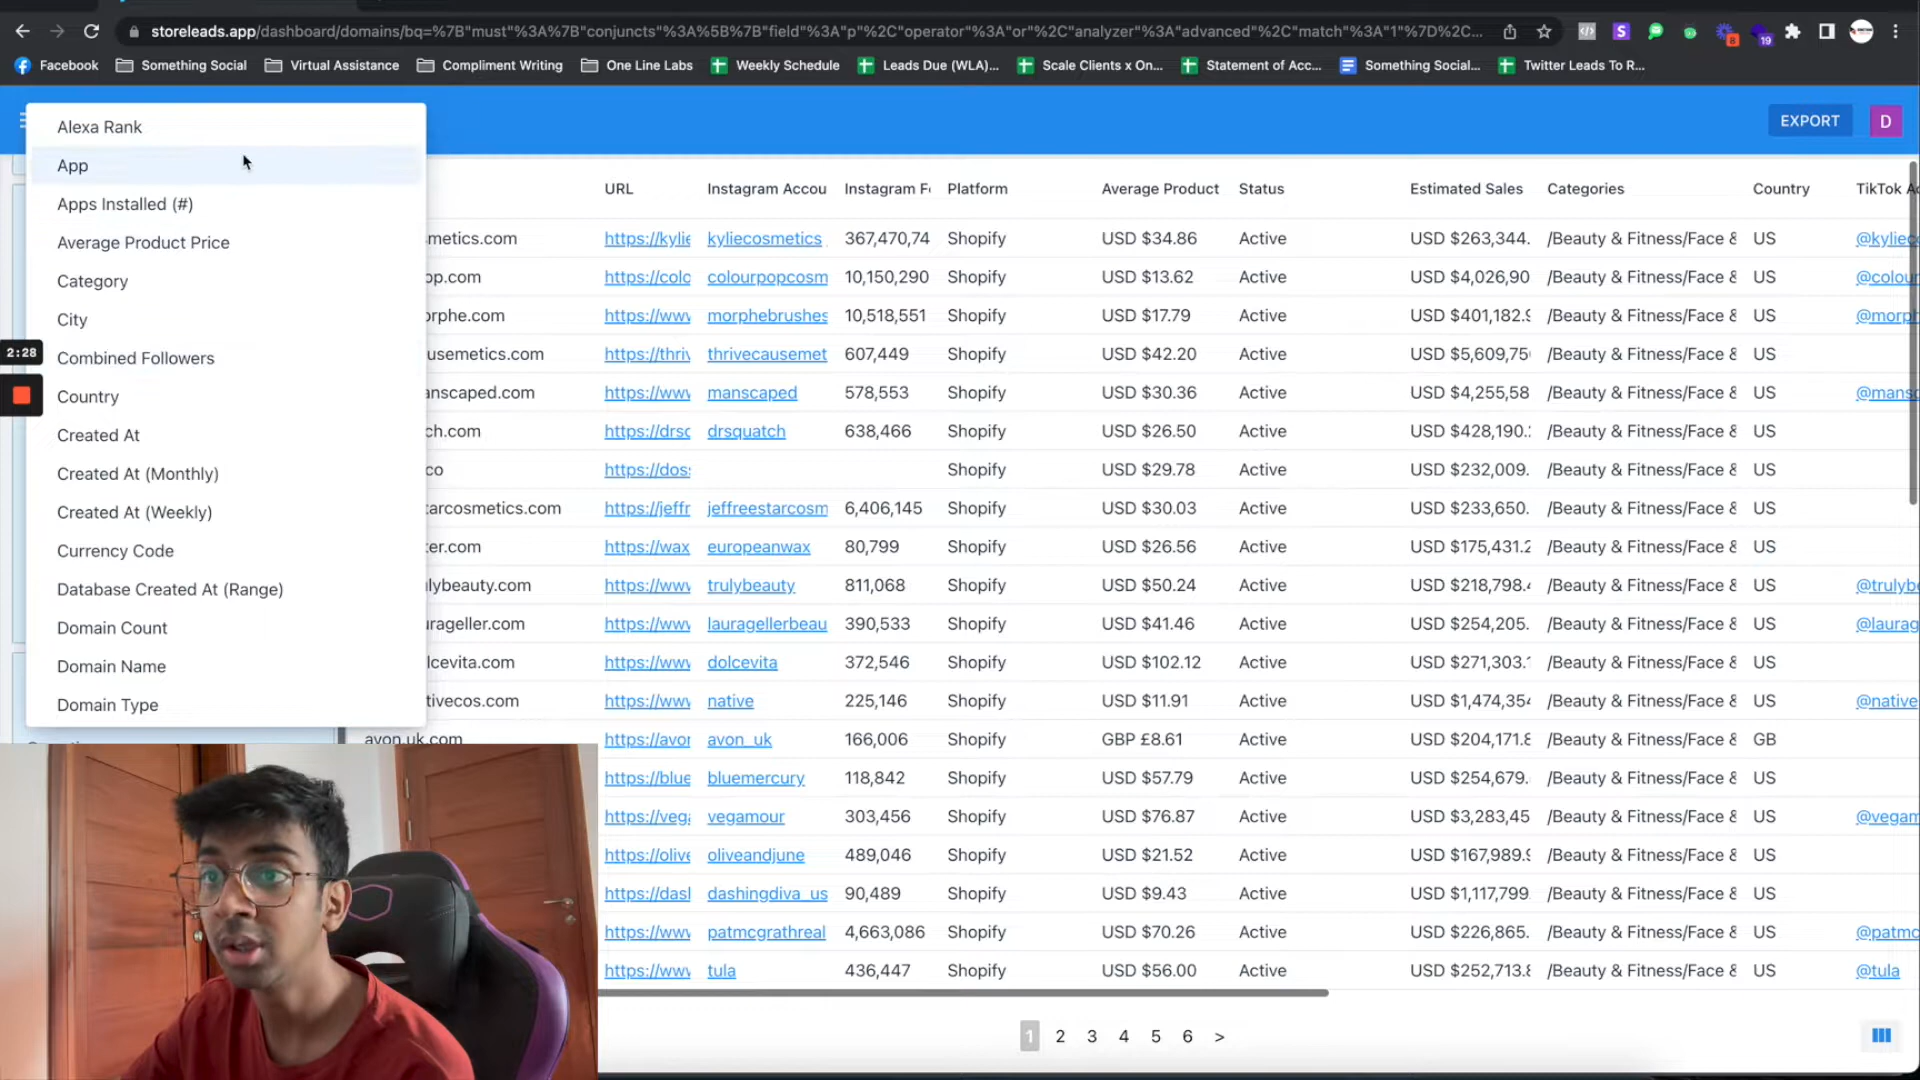 storeleads.app/dashboard/domains/bq=%7B"must"%3A%7B"conjuncts"%3A%5B%7B"field"%3A"p"%2C"operator"%3A"or"%2C"analyzer"%3A"advanced"%2C"match"%3A"1"%7D%2C...
8
19
Facebook Something Social Virtual Assistance Compliment Writing One Line Labs Weekly Schedule Leads Due (WLA)... Scale Clients x On... Statement of Acc... Something Social... Twitter Leads To R...
EXPORT D
Alexa Rank
App
Apps Installed (#)
Average Product Price
Category
City
Combined Followers
Country
Created At
Created At (Monthly)
Created At (Weekly)
Currency Code
Database Created At (Range)
Domain Count
Domain Name
Domain Type
2:28
URL Instagram Accou Instagram F Platform Average Product Status Estimated Sales Categories Country TikTok A
metics.com https://kylie kyliecosmetics 367,470,74 Shopify USD $34.86 Active USD $263,344. /Beauty & Fitness/Face & US @kylieco
op.com https://colo colourpopcosm 10,150,290 Shopify USD $13.62 Active USD $4,026,90 /Beauty & Fitness/Face & US @colou
orphe.com https://www morphebrushes 10,518,551 Shopify USD $17.79 Active USD $401,182.9 /Beauty & Fitness/Face & US @morph
usemetics.com https://thriv thrivecausemet 607,449 Shopify USD $42.20 Active USD $5,609,75 /Beauty & Fitness/Face & US
anscaped.com https://www manscaped 578,553 Shopify USD $30.36 Active USD $4,255,58 /Beauty & Fitness/Face & US @mansc
ch.com https://drsq drsquatch 638,466 Shopify USD $26.50 Active USD $428,190. /Beauty & Fitness/Face & US
co https://doss Shopify USD $29.78 Active USD $232,009. /Beauty & Fitness/Face & US
tarcosmetics.com https://jeffr jeffreestarcosm 6,406,145 Shopify USD $30.03 Active USD $233,650. /Beauty & Fitness/Face & US
ter.com https://wax europeanwax 80,799 Shopify USD $26.56 Active USD $175,431.2 /Beauty & Fitness/Face & US
ulybeauty.com https://www trulybeauty 811,068 Shopify USD $50.24 Active USD $218,798.4 /Beauty & Fitness/Face & US @trulybe
urageller.com https://www lauragellerbeau 390,533 Shopify USD $41.46 Active USD $254,205. /Beauty & Fitness/Face & US @laurag
lcevita.com https://www dolcevita 372,546 Shopify USD $102.12 Active USD $271,303. /Beauty & Fitness/Face & US
tivecos.com https://www native 225,146 Shopify USD $11.91 Active USD $1,474,354 /Beauty & Fitness/Face & US @native
avon.uk.com https://avon avon_uk 166,006 Shopify GBP £8.61 Active USD $204,171.8 /Beauty & Fitness/Face & GB
https://blue bluemercury 118,842 Shopify USD $57.79 Active USD $254,679. /Beauty & Fitness/Face & US
https://vega vegamour 303,456 Shopify USD $76.87 Active USD $3,283,45 /Beauty & Fitness/Face & US @vegam
https://olive oliveandjune 489,046 Shopify USD $21.52 Active USD $167,989.9 /Beauty & Fitness/Face & US
https://dasl dashingdiva_us 90,489 Shopify USD $9.43 Active USD $1,117,799 /Beauty & Fitness/Face & US
https://www patmcgrathreal 4,663,086 Shopify USD $70.26 Active USD $226,865. /Beauty & Fitness/Face & US @patmc
https://www tula 436,447 Shopify USD $56.00 Active USD $252,713.8 /Beauty & Fitness/Face & US @tula
1 2 3 4 5 6 >